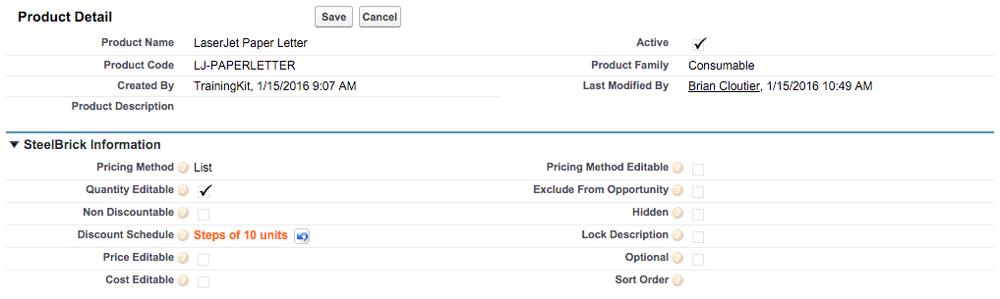 Product Detail Save Cancel
Product Name LaserJet Paper Letter Active
Product Code LJ-PAPERLETTER Product Family Consumable
Created By TrainingKit, 1/15/2016 9:07 AM Last Modified By Brian Cloutier, 1/15/2016 10:49 AM
Product Description
SteelBrick Information
Pricing Method ? List Pricing Method Editable ?
Quantity Editable ? Exclude From Opportunity ?
Non Discountable ? Hidden ?
Discount Schedule ? Steps of 10 units Lock Description ?
Price Editable ? Optional ?
Cost Editable ? Sort Order ?